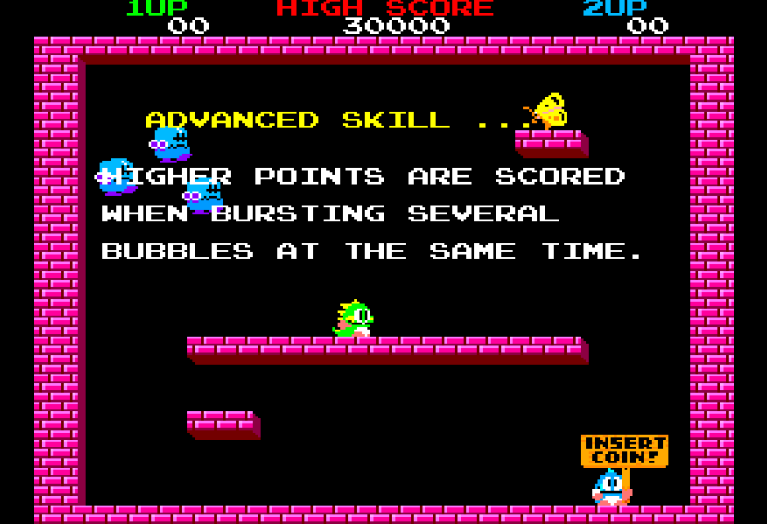 1UP HIGH SCORE 2UP
00 30000 00
ADVANCED SKILL ...
HIGHER POINTS ARE SCORED
WHEN BURSTING SEVERAL
BUBBLES AT THE SAME TIME.
INSERT
COIN!